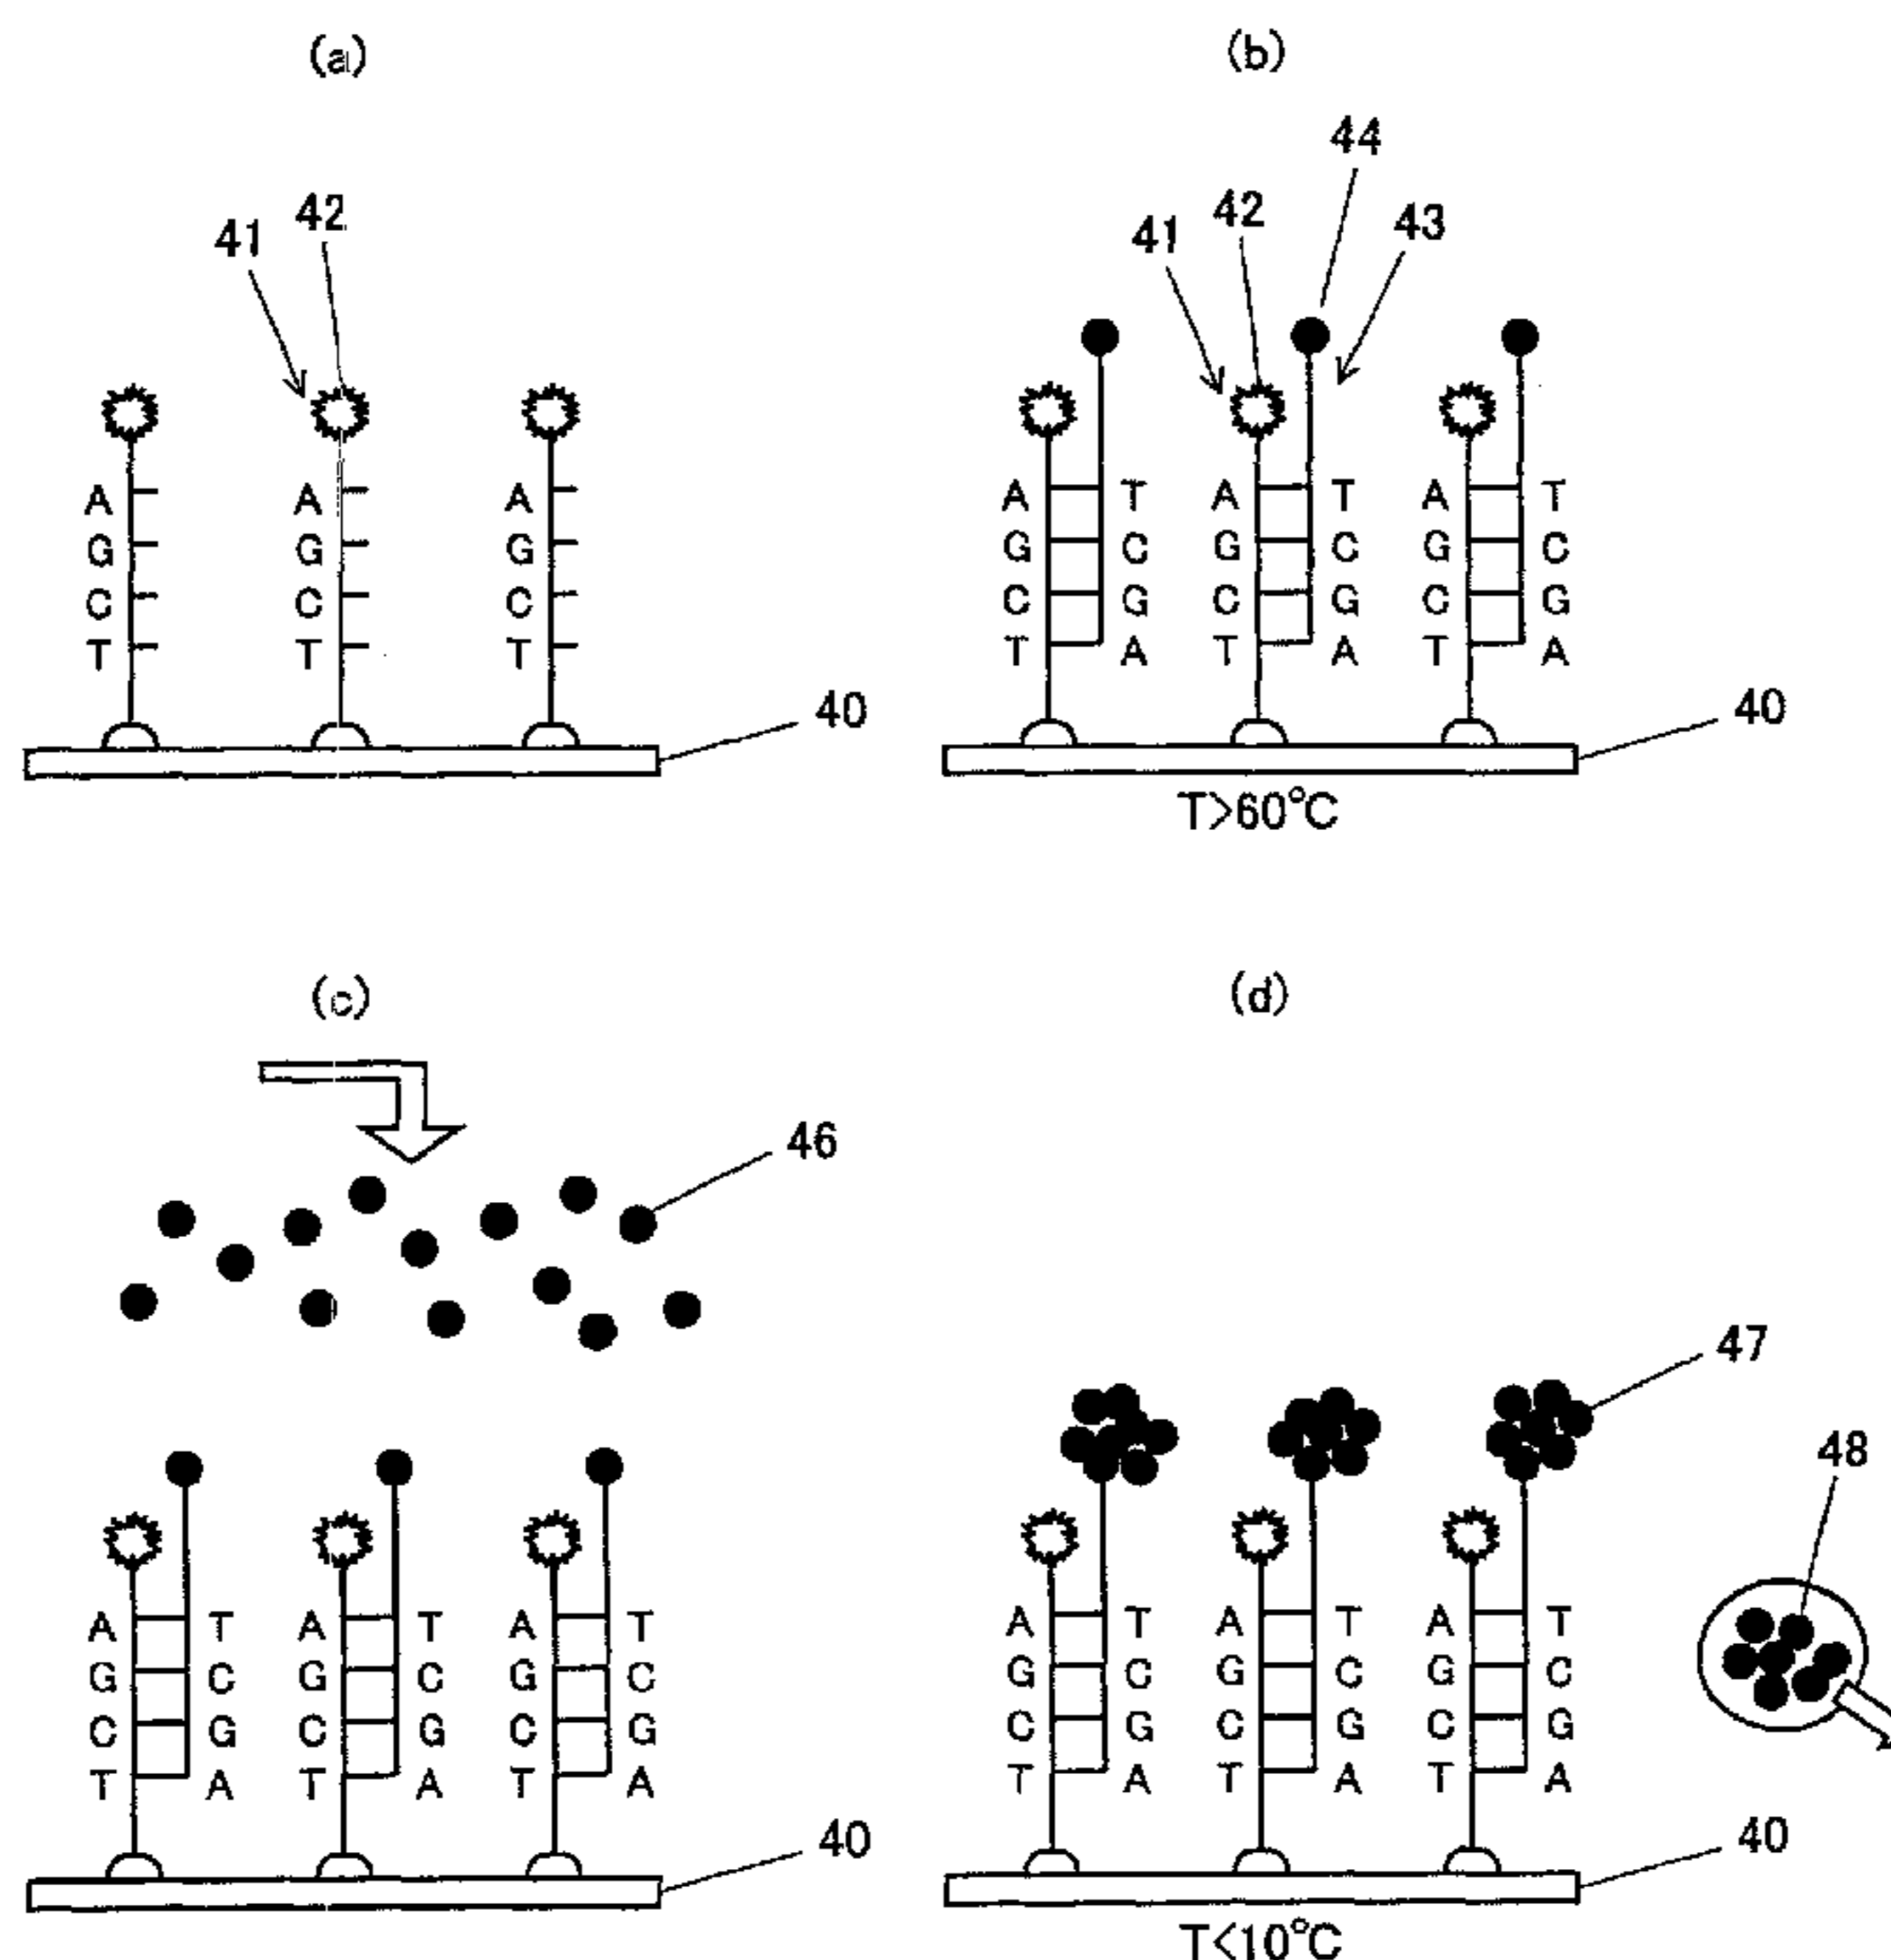 (a)
41 42
A A A
G G G
C C C
T T T
40
(b)
44
41 42 43
A T A T A T
G C G C G C
C G C G C G
T A T A T A
40
T>60°C
(c)
46
A T A T A T
G C G C G C
C G C G C G
T A T A T A
40
(d)
47
48
A T A T A T
G C G C G C
C G C G C G
T A T A T A
40
T<10°C